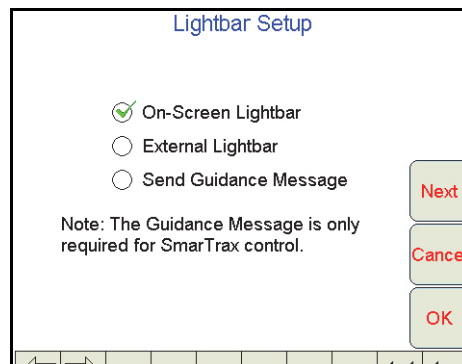 Lightbar Setup
On-Screen Lightbar
External Lightbar
Send Guidance Message
Note: The Guidance Message is only
required for SmarTrax control.
Next
Cancel
OK